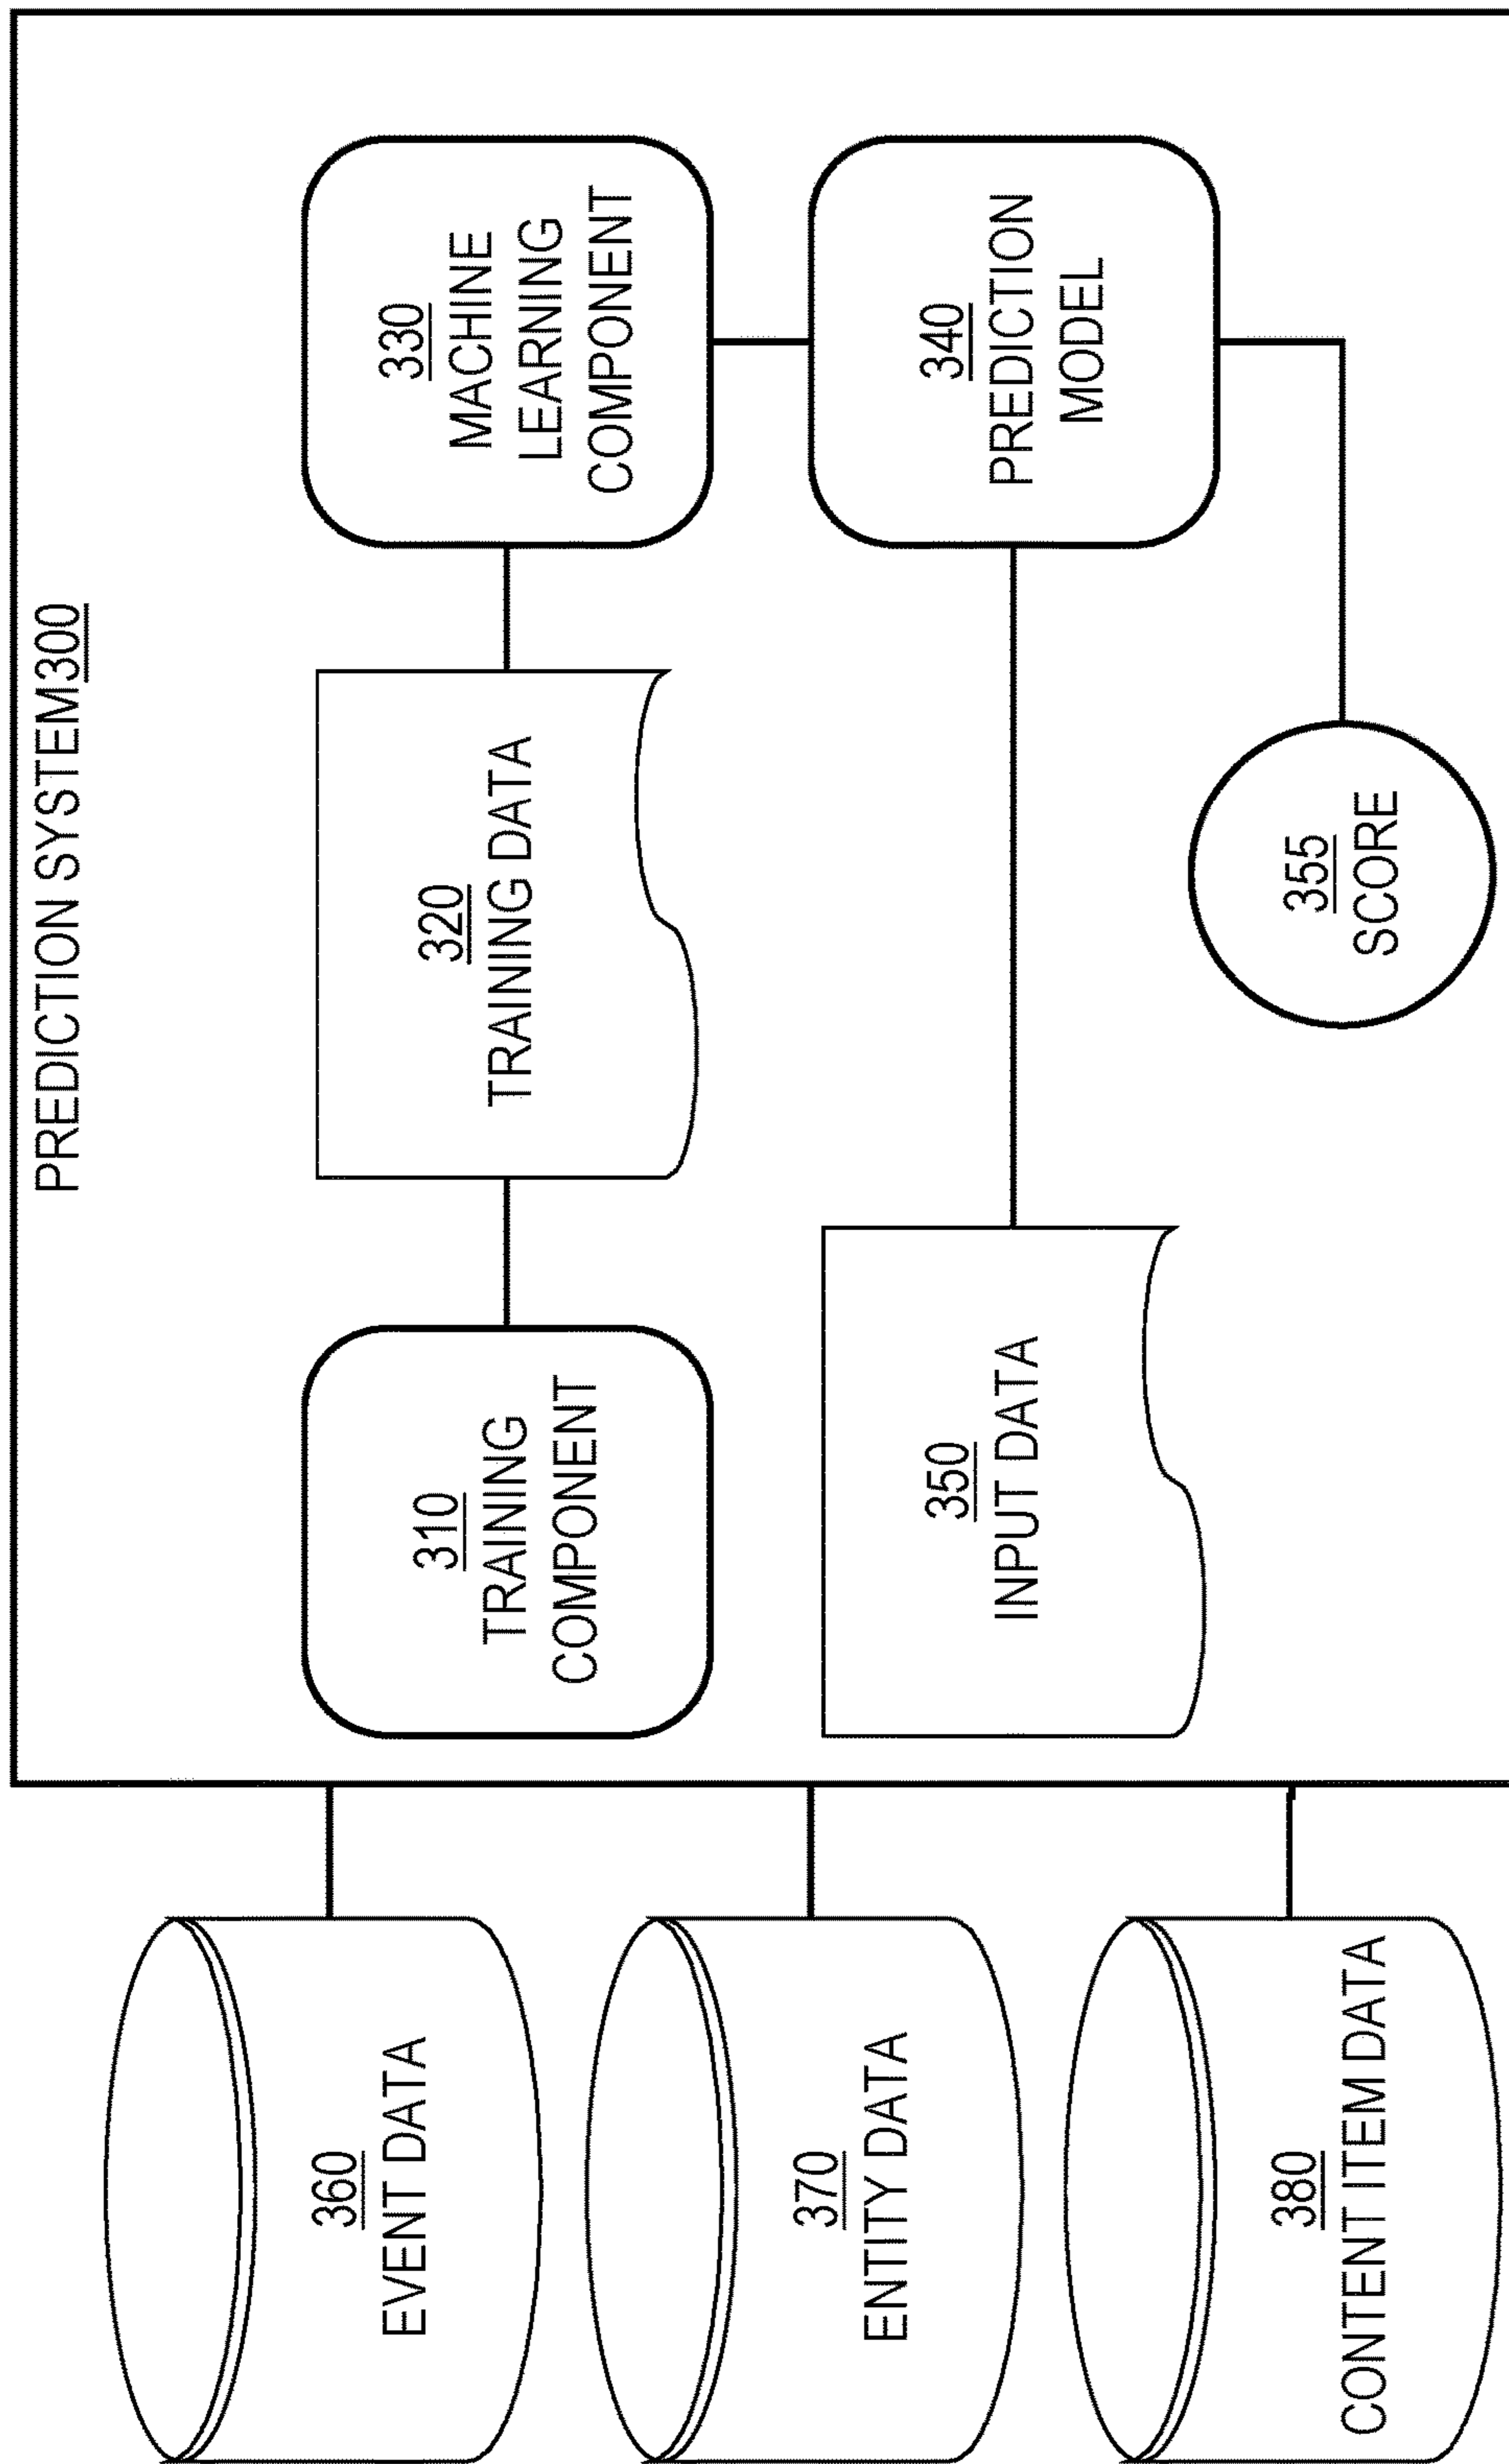 PREDICTION SYSTEM300
360
EVENT DATA
370
ENTITY DATA
380
CONTENT ITEM DATA
310
TRAINING
COMPONENT
320
TRAINING DATA
330
MACHINE
LEARNING
COMPONENT
350
INPUT DATA
340
PREDICTION
MODEL
355
SCORE